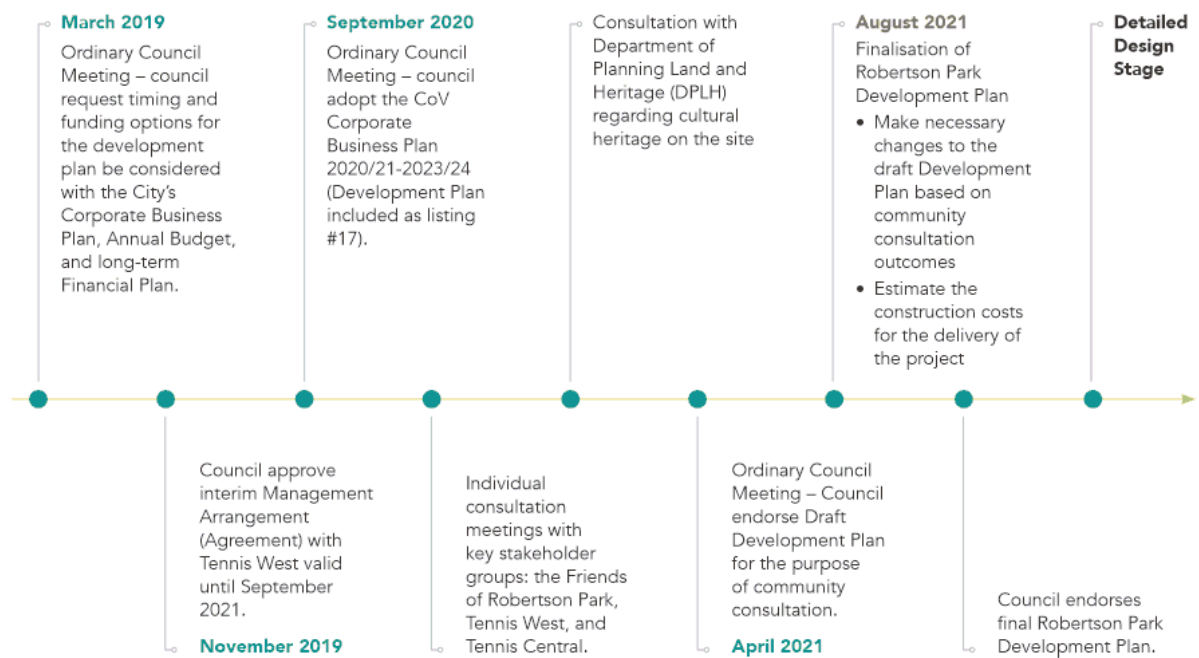 March 2019
Ordinary Council
Meeting – council
request timing and
funding options for
the development
plan be considered
with the City's
Corporate Business
Plan, Annual Budget,
and long-term
Financial Plan.
September 2020
Ordinary Council
Meeting – council
adopt the CoV
Corporate
Business Plan
2020/21-2023/24
(Development Plan
included as listing
#17).
Consultation with
Department of
Planning Land and
Heritage (DPLH)
regarding cultural
heritage on the site
August 2021
Finalisation of
Robertson Park
Development Plan
• Make necessary
changes to the
draft Development
Plan based on
community
consultation
outcomes
• Estimate the
construction costs
for the delivery of
the project
Detailed
Design
Stage
Council approve
interim Management
Arrangement
(Agreement) with
Tennis West valid
until September
2021.
November 2019
Individual
consultation
meetings with
key stakeholder
groups: the Friends
of Robertson Park,
Tennis West, and
Tennis Central.
Ordinary Council
Meeting – Council
endorse Draft
Development Plan
for the purpose
of community
consultation.
April 2021
Council endorses
final Robertson Park
Development Plan.